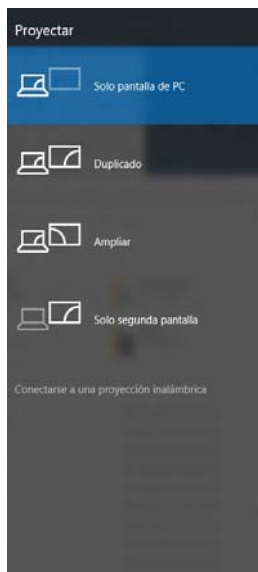 Proyectar
Solo pantalla de PC
Duplicado
Ampliar
Solo segunda pantalla
Conectarse a una proyección inalámbrica